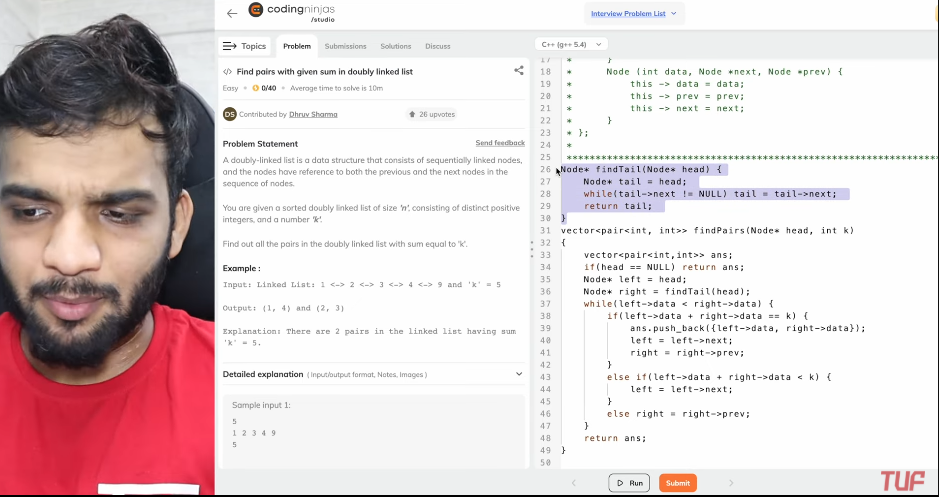 codingninjas
/studio
Interview Problem List
Topics
Problem
Submissions
Solutions
Discuss
C++ (g++ 5.4)
Find pairs with given sum in doubly linked list
Easy
0/40
Average time to solve is 10m
DS
Contributed by Dhruv Sharma
26 upvotes
Problem Statement
Send feedback
A doubly-linked list is a data structure that consists of sequentially linked nodes,
and the nodes have reference to both the previous and the next nodes in the
sequence of nodes.
You are given a sorted doubly linked list of size 'n', consisting of distinct positive
integers, and a number 'k'.
Find out all the pairs in the doubly linked list with sum equal to 'k'.
Example :
Input: Linked List: 1 <-> 2 <-> 3 <-> 4 <-> 9 and 'k' = 5
Output: (1, 4) and (2, 3)
Explanation: There are 2 pairs in the linked list having sum
'k' = 5.
Detailed explanation ( Input/output format, Notes, Images )
Sample input 1:
5
1 2 3 4 9
5
17 * }
18 * Node (int data, Node *next, Node *prev) {
19 * this -> data = data;
20 * this -> prev = prev;
21 * this -> next = next;
22 * }
23 * };
24 *
25 *****************************************************************
26 Node* findTail(Node* head) {
27 Node* tail = head;
28 while(tail->next != NULL) tail = tail->next;
29 return tail;
30 }
31 vector<pair<int, int>> findPairs(Node* head, int k)
32 {
33 vector<pair<int,int>> ans;
34 if(head == NULL) return ans;
35 Node* left = head;
36 Node* right = findTail(head);
37 while(left->data < right->data) {
38 if(left->data + right->data == k) {
39 ans.push_back({left->data, right->data});
40 left = left->next;
41 right = right->prev;
42 }
43 else if(left->data + right->data < k) {
44 left = left->next;
45 }
46 else right = right->prev;
47 }
48 return ans;
49 }
50
Run
Submit
TUF